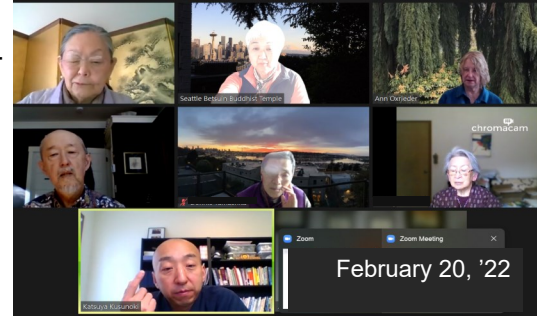 Seattle Betsuin Buddhist Temple
Ann Oxrieder
chromacam
Katsuya Kusunoki
Zoom
Zoom Meeting
February 20, '22